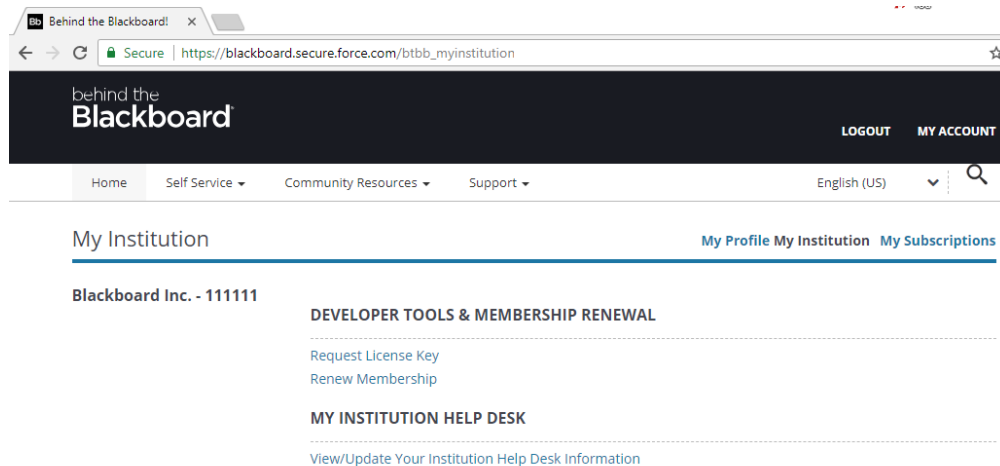 Bb Behind the Blackboard!
Secure | https://blackboard.secure.force.com/btbb_myinstitution
behind the
Blackboard
LOGOUT MY ACCOUNT
Home Self Service Community Resources Support English (US)
My Institution My Profile My Institution My Subscriptions
Blackboard Inc. - 111111
DEVELOPER TOOLS & MEMBERSHIP RENEWAL
Request License Key
Renew Membership
MY INSTITUTION HELP DESK
View/Update Your Institution Help Desk Information